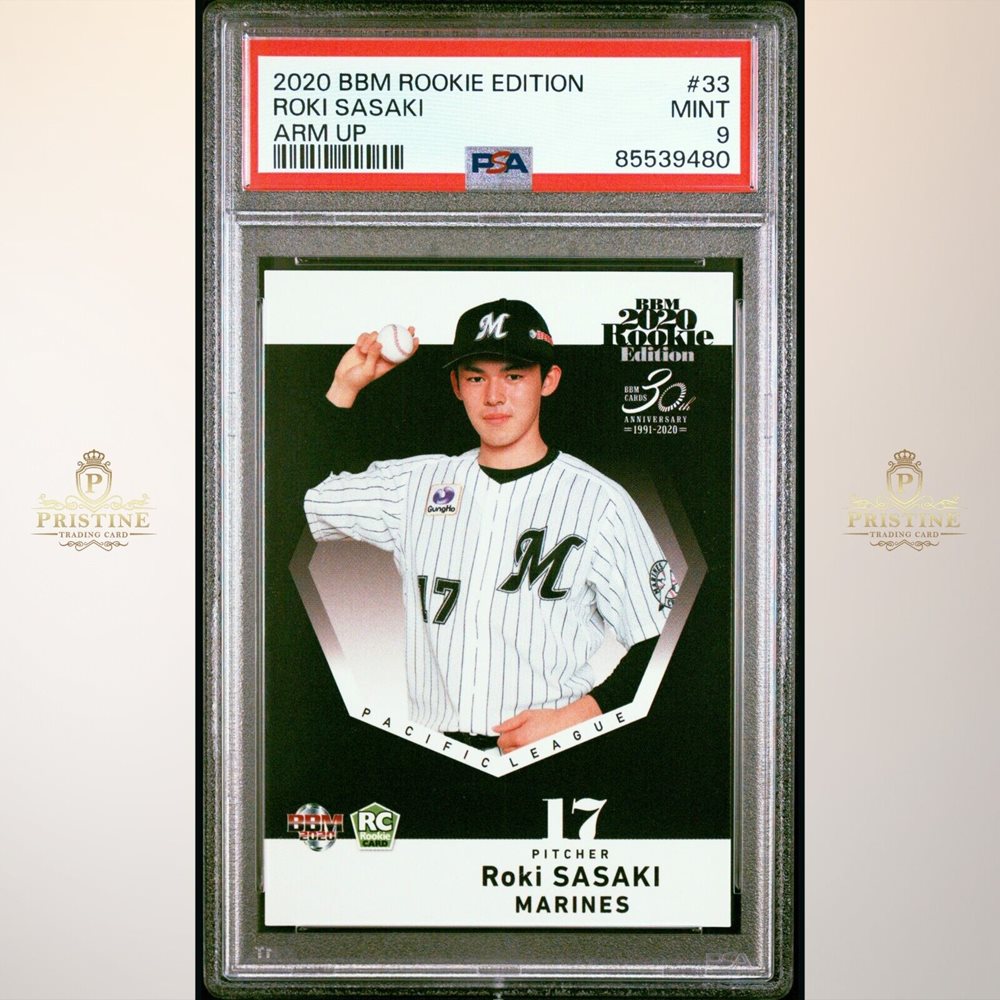 2020 BBM ROOKIE EDITION #33
ROKI SASAKI MINT
ARM UP 9
85539480
PSA
BBM
2020
Rookie
Edition
BBM
CARDS 30th
ANNIVERSARY
1991-2020
M
GungHo
17
M
PACIFIC LEAGUE
P
PRISTINE
TRADING CARD
P
PRISTINE
TRADING CARD
BBM
2020
RC
Rookie
CARD
17
PITCHER
Roki SASAKI
MARINES
PSA